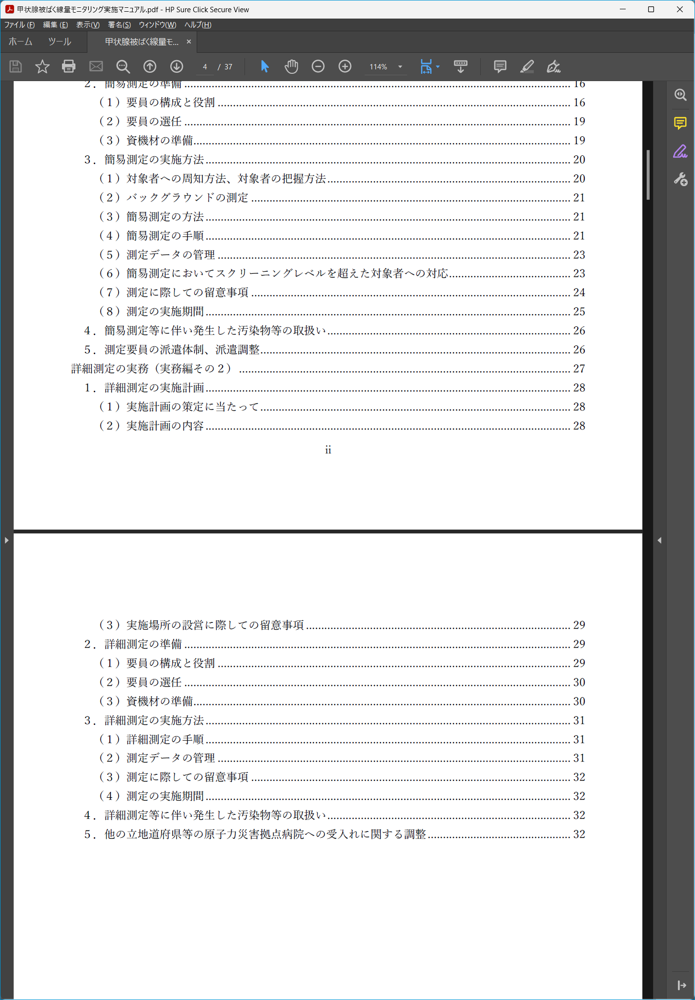 甲状腺被ばく線量モニタリング実施マニュアル.pdf - HP Sure Click Secure View
ファイル (F) 編集 (E) 表示(V) 署名(S) ウィンドウ(W) ヘルプ(H)
ホーム ツール 甲状腺被ばく線量モ... ×
4 / 37 114%
２．簡易測定の準備 ........ 16
（１）要員の構成と役割 ........ 16
（２）要員の選任 ........ 19
（３）資機材の準備 ........ 19
３．簡易測定の実施方法 ........ 20
（１）対象者への周知方法、対象者の把握方法 ........ 20
（２）バックグラウンドの測定 ........ 21
（３）簡易測定の方法 ........ 21
（４）簡易測定の手順 ........ 21
（５）測定データの管理 ........ 23
（６）簡易測定においてスクリーニングレベルを超えた対象者への対応 ........ 23
（７）測定に際しての留意事項 ........ 24
（８）測定の実施期間 ........ 25
４．簡易測定等に伴い発生した汚染物等の取扱い ........ 26
５．測定要員の派遣体制、派遣調整 ........ 26
詳細測定の実務（実務編その２） ........ 27
１．詳細測定の実施計画 ........ 28
（１）実施計画の策定に当たって ........ 28
（２）実施計画の内容 ........ 28
ii
（３）実施場所の設営に際しての留意事項 ........ 29
２．詳細測定の準備 ........ 29
（１）要員の構成と役割 ........ 29
（２）要員の選任 ........ 30
（３）資機材の準備 ........ 30
３．詳細測定の実施方法 ........ 31
（１）詳細測定の手順 ........ 31
（２）測定データの管理 ........ 31
（３）測定に際しての留意事項 ........ 32
（４）測定の実施期間 ........ 32
４．詳細測定等に伴い発生した汚染物等の取扱い ........ 32
５．他の立地道府県等の原子力災害拠点病院への受入れに関する調整 ........ 32